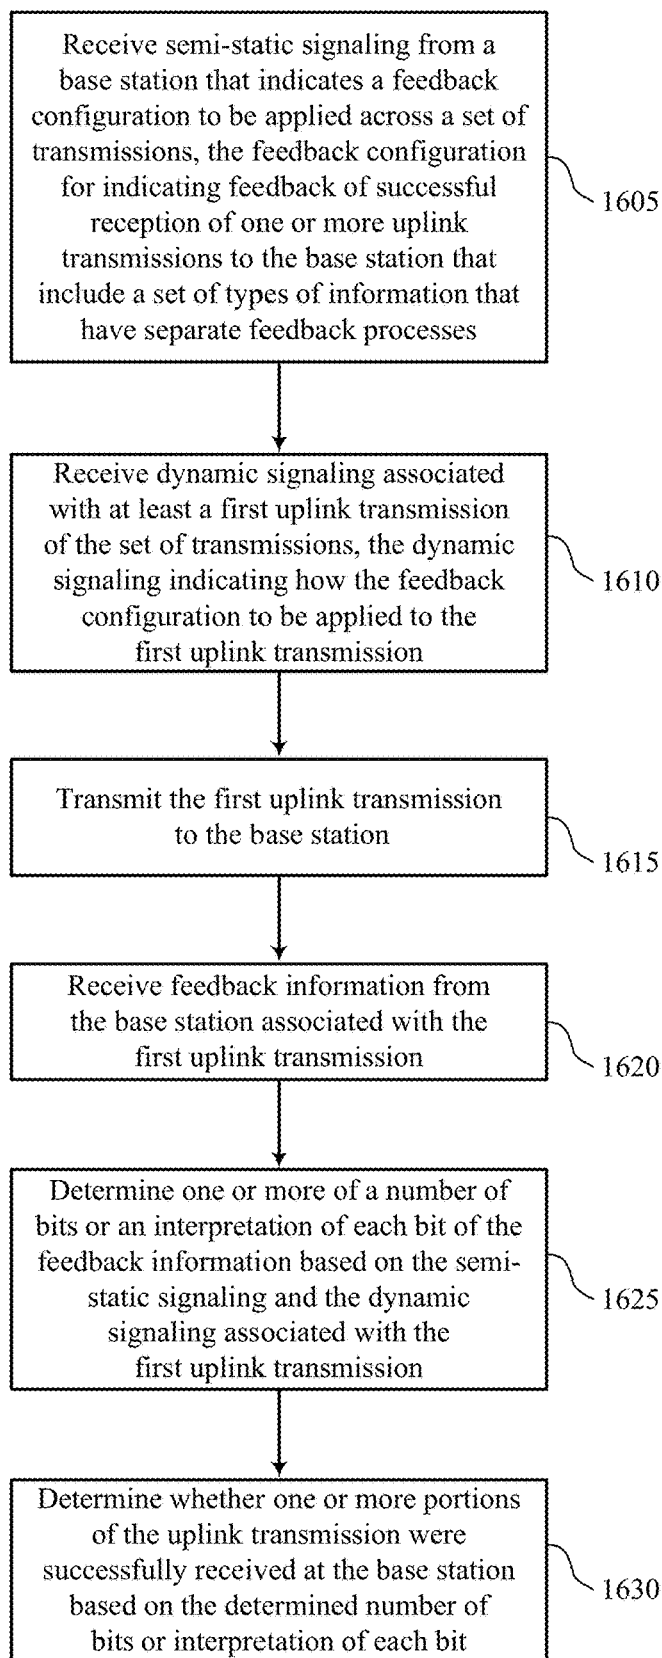 Receive semi-static signaling from a
base station that indicates a feedback
configuration to be applied across a set of
transmissions, the feedback configuration
for indicating feedback of successful
reception of one or more uplink
transmissions to the base station that
include a set of types of information that
have separate feedback processes
1605
Receive dynamic signaling associated
with at least a first uplink transmission
of the set of transmissions, the dynamic
signaling indicating how the feedback
configuration to be applied to the
first uplink transmission
1610
Transmit the first uplink transmission
to the base station
1615
Receive feedback information from
the base station associated with the
first uplink transmission
1620
Determine one or more of a number of
bits or an interpretation of each bit of the
feedback information based on the semi-
static signaling and the dynamic
signaling associated with the
first uplink transmission
1625
Determine whether one or more portions
of the uplink transmission were
successfully received at the base station
based on the determined number of
bits or interpretation of each bit
1630